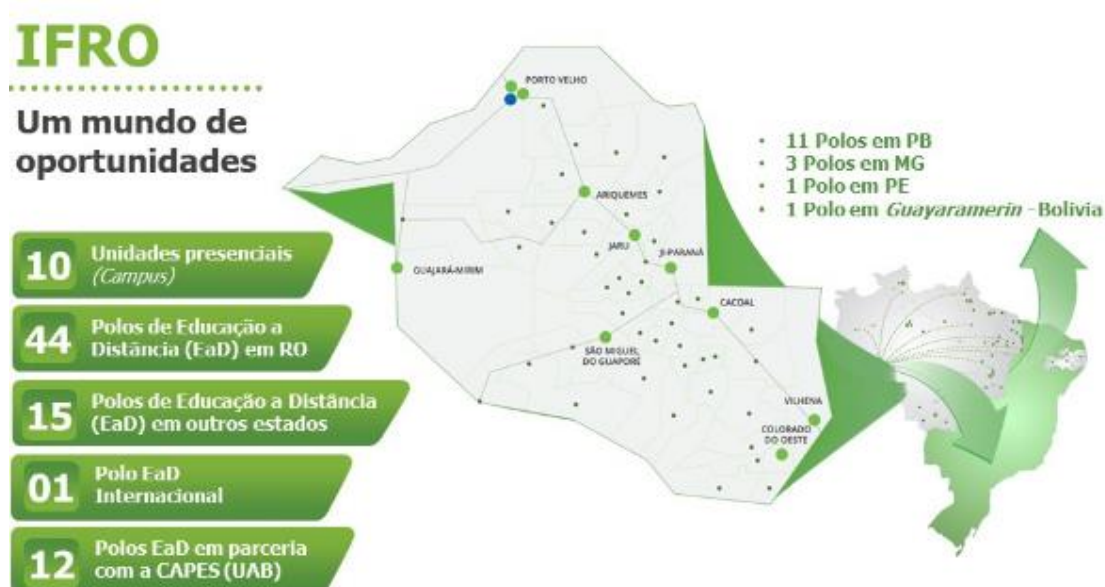 IFRO
Um mundo de
oportunidades
10
Unidades presenciais
(Campus)
44
Polos de Educação a
Distância (EaD) em RO
15
Polos de Educação a Distância
(EaD) em outros estados
01
Polo EaD
Internacional
12
Polos EaD em parceria
com a CAPES (UAB)
PORTO VELHO
ARIQUEMES
JARU
JI-PARANÁ
GUAJARÁ-MIRIM
CACOAL
SÃO MIGUEL
DO GUAPORÉ
VILHENA
COLORADO
DO OESTE
• 11 Polos em PB
• 3 Polos em MG
• 1 Polo em PE
• 1 Polo em Guayaramerin - Bolivia